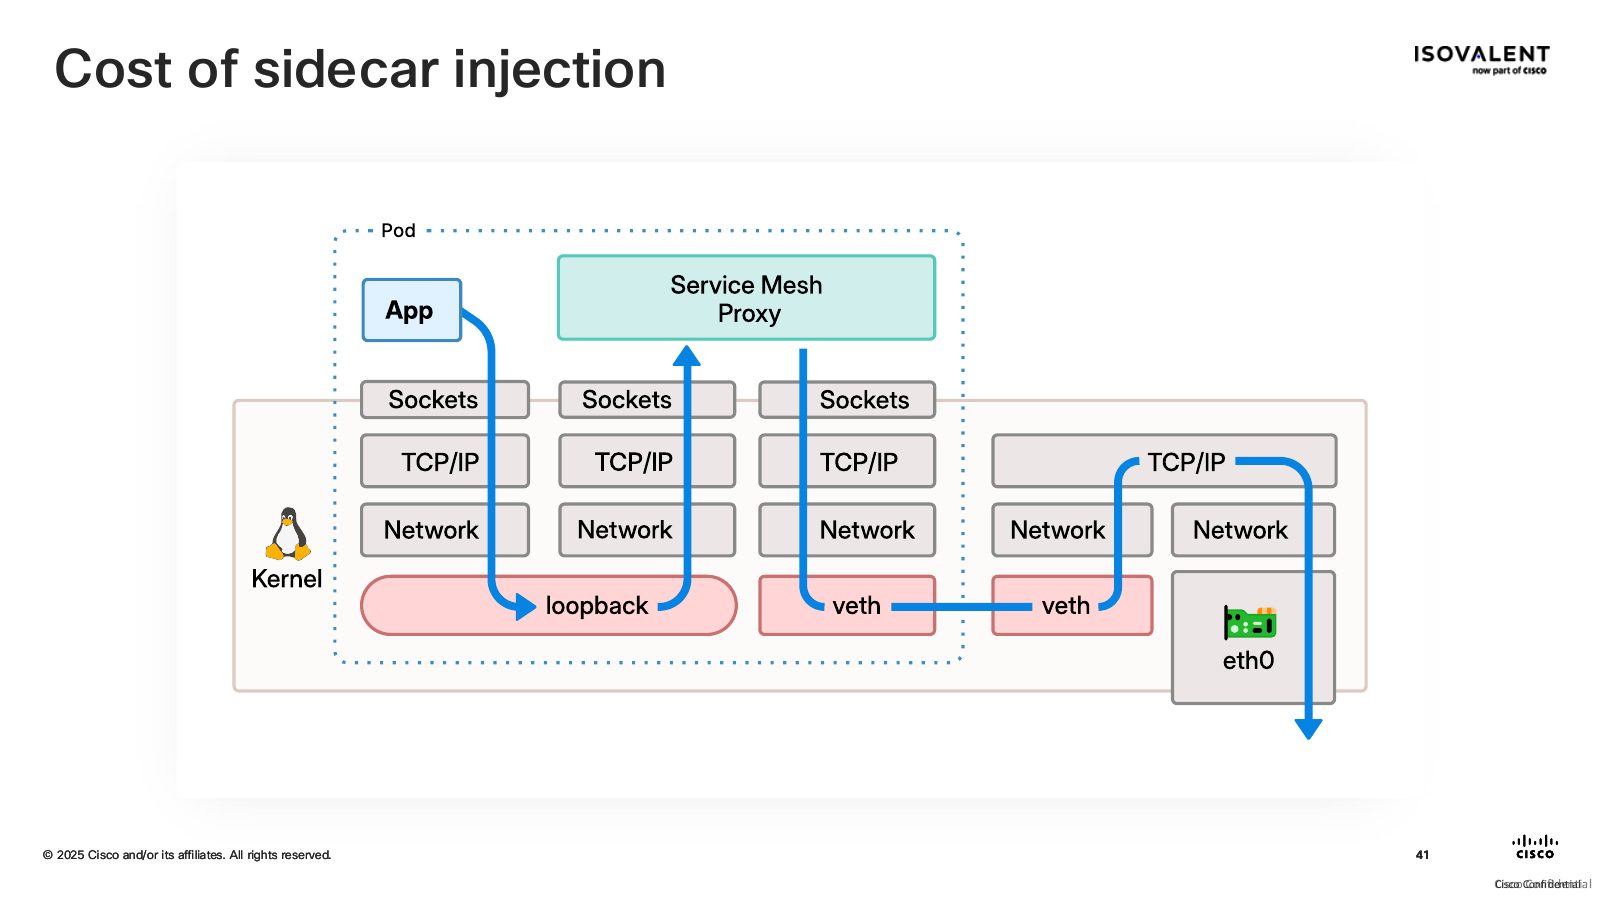 Cost of sidecar injection
ISOVALENT
now part of CISCO
Pod
App
Service Mesh
Proxy
Sockets
Sockets
Sockets
TCP/IP
TCP/IP
TCP/IP
TCP/IP
Network
Network
Network
Network
Network
Kernel
loopback
veth
veth
eth0
© 2025 Cisco and/or its affiliates. All rights reserved.
41
CISCO
Cisco Confidential